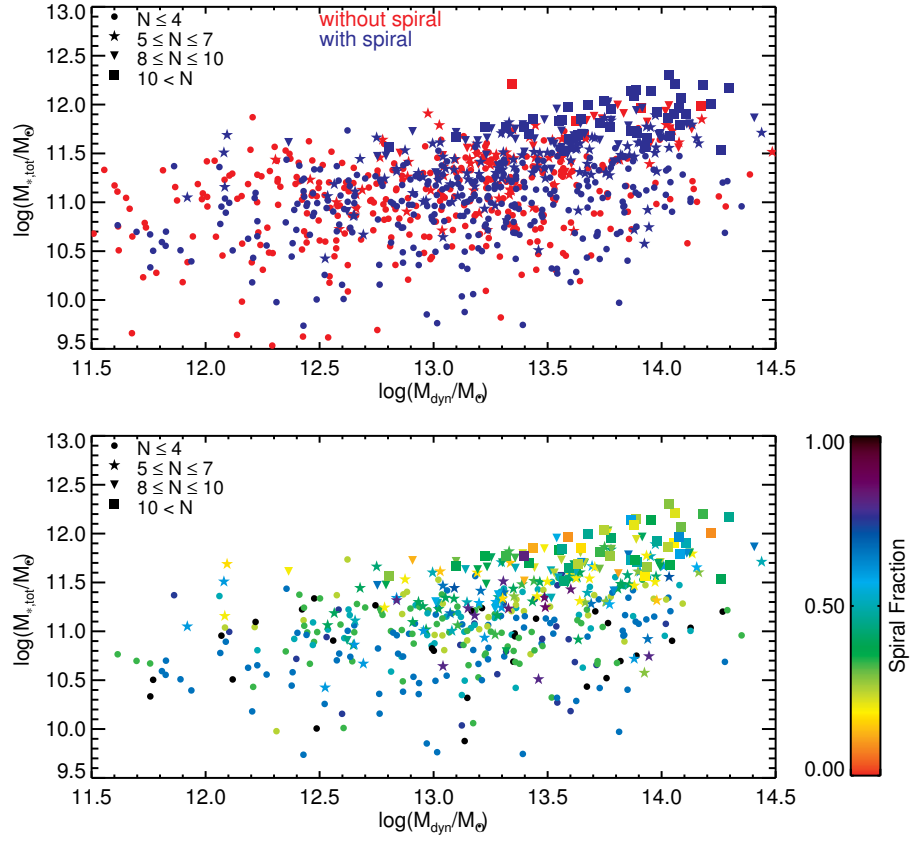 13.0
12.5
12.0
11.5
11.0
10.5
10.0
9.5
log(M*,tot/M⊙)
N ≤ 4
5 ≤ N ≤ 7
8 ≤ N ≤ 10
10 < N
without spiral
with spiral
11.5 12.0 12.5 13.0 13.5 14.0 14.5
log(Mdyn/M⊙)
13.0
12.5
12.0
11.5
11.0
10.5
10.0
9.5
log(M*,tot/M⊙)
N ≤ 4
5 ≤ N ≤ 7
8 ≤ N ≤ 10
10 < N
11.5 12.0 12.5 13.0 13.5 14.0 14.5
log(Mdyn/M⊙)
1.00
0.50
0.00
Spiral Fraction